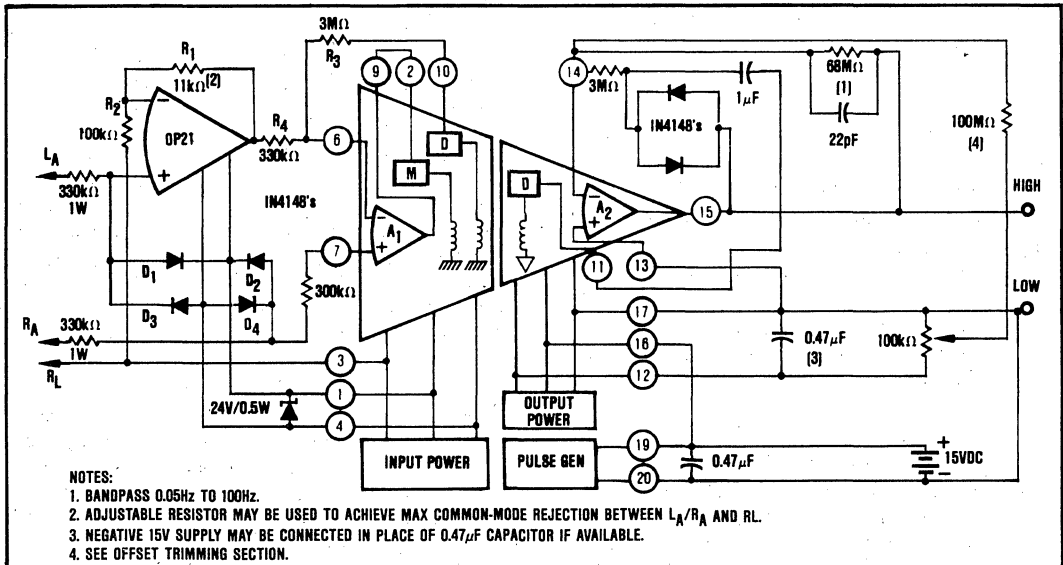 R1
11kΩ (2)
R2
100kΩ
OP21
−
+
LA
330kΩ
1W
R4
330kΩ
3MΩ
R3
9
2
10
6
7
IN4148's
D
M
A1
−
+
300kΩ
D1
D2
D3
D4
RA
330kΩ
1W
RL
3
1
4
24V/0.5W
INPUT POWER
14
3MΩ
1μF
IN4148's
68MΩ
(1)
22pF
100MΩ
(4)
D
−
A2
+
15
11
13
HIGH
LOW
17
16
12
0.47μF
(3)
100kΩ
OUTPUT
POWER
PULSE GEN
19
20
0.47μF
+
15VDC
−
NOTES:
1. BANDPASS 0.05Hz TO 100Hz.
2. ADJUSTABLE RESISTOR MAY BE USED TO ACHIEVE MAX COMMON-MODE REJECTION BETWEEN LA/RA AND RL.
3. NEGATIVE 15V SUPPLY MAY BE CONNECTED IN PLACE OF 0.47μF CAPACITOR IF AVAILABLE.
4. SEE OFFSET TRIMMING SECTION.